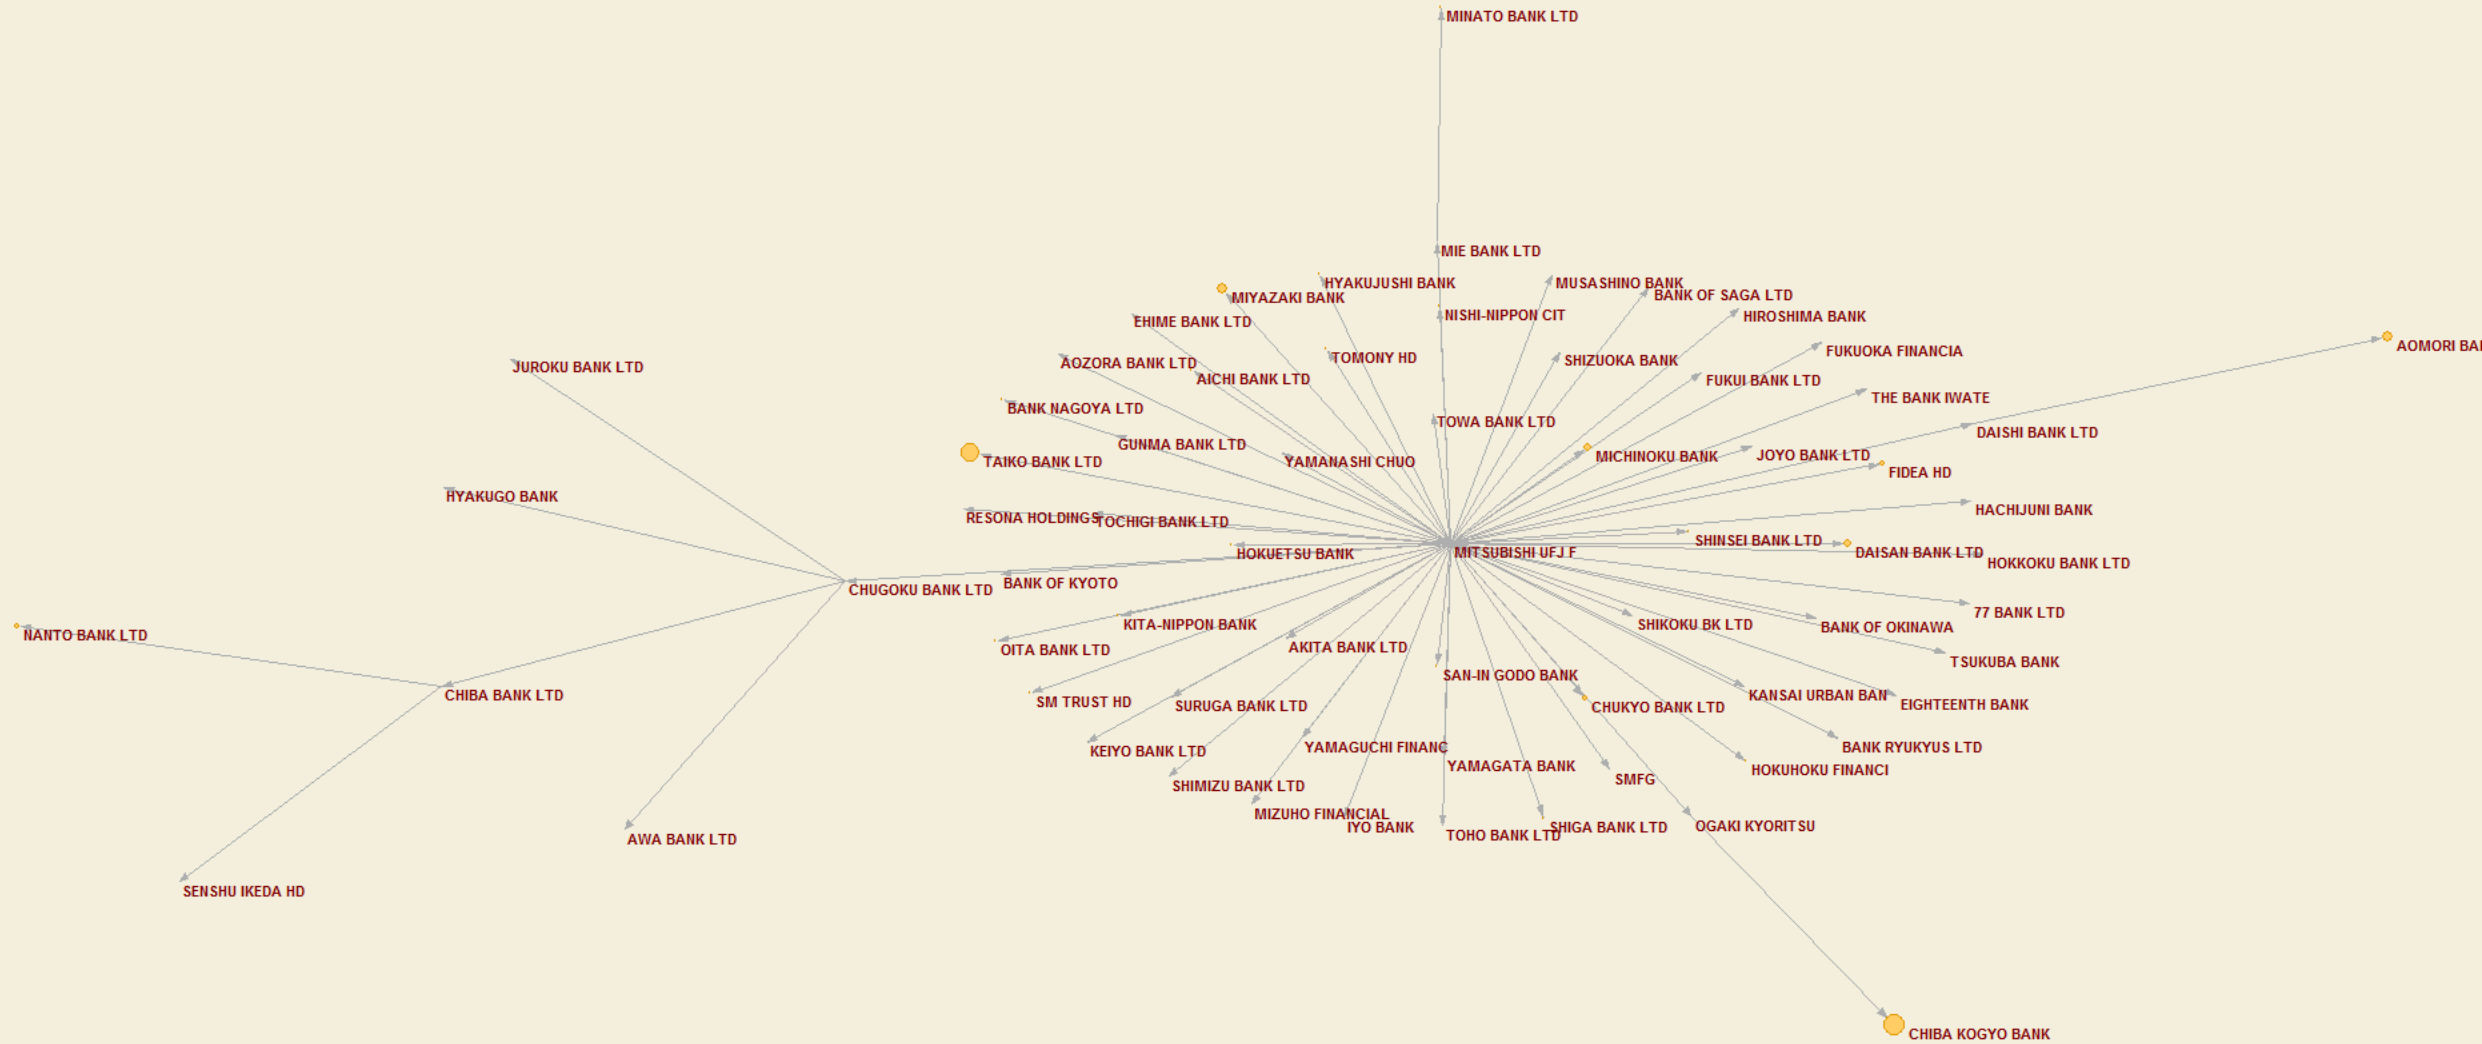 MINATO BANK LTD
MIE BANK LTD
HYAKUJUSHI BANK
MUSASHINO BANK
MIYAZAKI BANK
BANK OF SAGA LTD
EHIME BANK LTD
NISHI-NIPPON CIT
HIROSHIMA BANK
AOMORI BA
TOMONY HD
SHIZUOKA BANK
FUKUOKA FINANCIA
JUROKU BANK LTD
AOZORA BANK LTD
AICHI BANK LTD
FUKUI BANK LTD
THE BANK IWATE
BANK NAGOYA LTD
TOWA BANK LTD
DAISHI BANK LTD
GUNMA BANK LTD
TAIKO BANK LTD
YAMANASHI CHUO
MICHINOKU BANK
JOYO BANK LTD
FIDEA HD
HYAKUGO BANK
RESONA HOLDINGS
TOCHIGI BANK LTD
HACHIJUNI BANK
HOKUETSU BANK
MITSUBISHI UFJ F
SHINSEI BANK LTD
DAISAN BANK LTD
HOKKOKU BANK LTD
CHUGOKU BANK LTD
BANK OF KYOTO
77 BANK LTD
NANTO BANK LTD
KITA-NIPPON BANK
SHIKOKU BK LTD
BANK OF OKINAWA
OITA BANK LTD
AKITA BANK LTD
TSUKUBA BANK
SAN-IN GODO BANK
CHIBA BANK LTD
SM TRUST HD
SURUGA BANK LTD
CHUKYO BANK LTD
KANSAI URBAN BAN
EIGHTEENTH BANK
KEIYO BANK LTD
YAMAGUCHI FINANC
BANK RYUKYUS LTD
YAMAGATA BANK
HOKUHOKU FINANCI
SHIMIZU BANK LTD
SMFG
MIZUHO FINANCIAL
IYO BANK
TOHO BANK LTD
SHIGA BANK LTD
OGAKI KYORITSU
AWA BANK LTD
SENSHU IKEDA HD
CHIBA KOGYO BANK